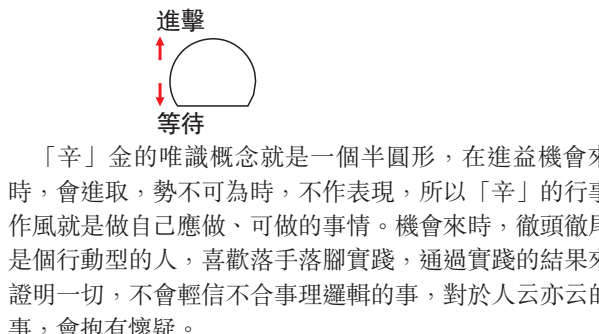 進擊
等待
「辛」金的唯識概念就是一個半圓形，在進益機會來
時，會進取，勢不可為時，不作表現，所以「辛」的行事
作風就是做自己應做、可做的事情。機會來時，徹頭徹尾
是個行動型的人，喜歡落手落腳實踐，通過實踐的結果來
證明一切，不會輕信不合事理邏輯的事，對於人云亦云的
事，會抱有懷疑。